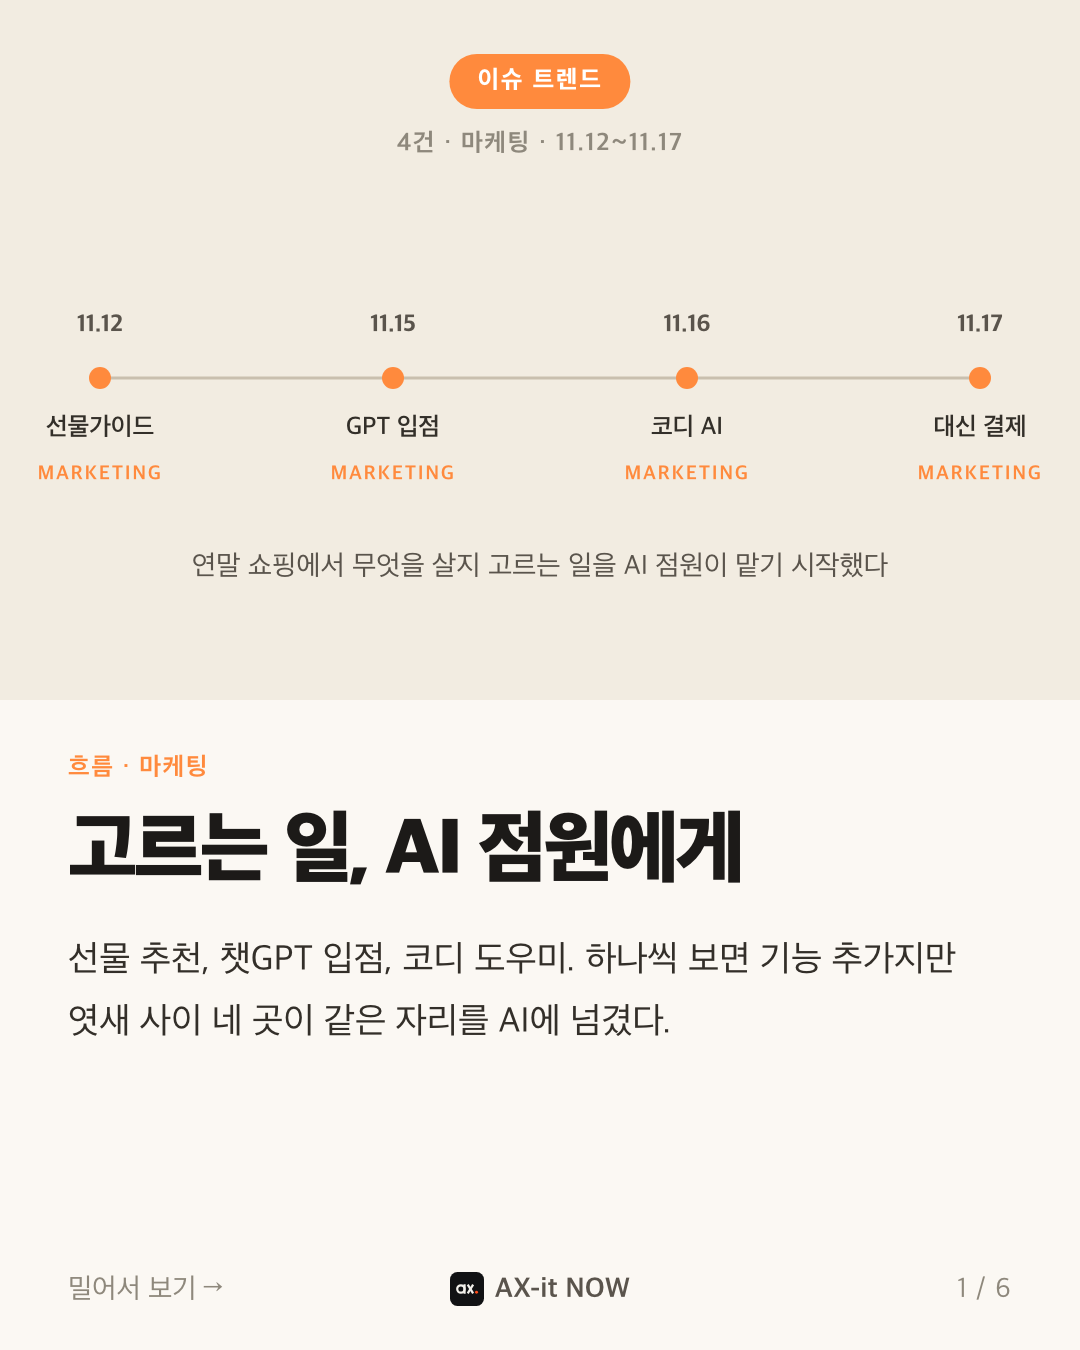 이슈 트렌드
4건 · 마케팅 · 11.12~11.17
11.12
11.15
11.16
11.17
선물가이드
GPT 입점
코디 AI
대신 결제
MARKETING
MARKETING
MARKETING
MARKETING
연말 쇼핑에서 무엇을 살지 고르는 일을 AI 점원이 맡기 시작했다
흐름 · 마케팅
고르는 일, AI 점원에게
선물 추천, 챗GPT 입점, 코디 도우미. 하나씩 보면 기능 추가지만
엿새 사이 네 곳이 같은 자리를 AI에 넘겼다.
밀어서 보기 →
ax. AX-it NOW
1 / 6